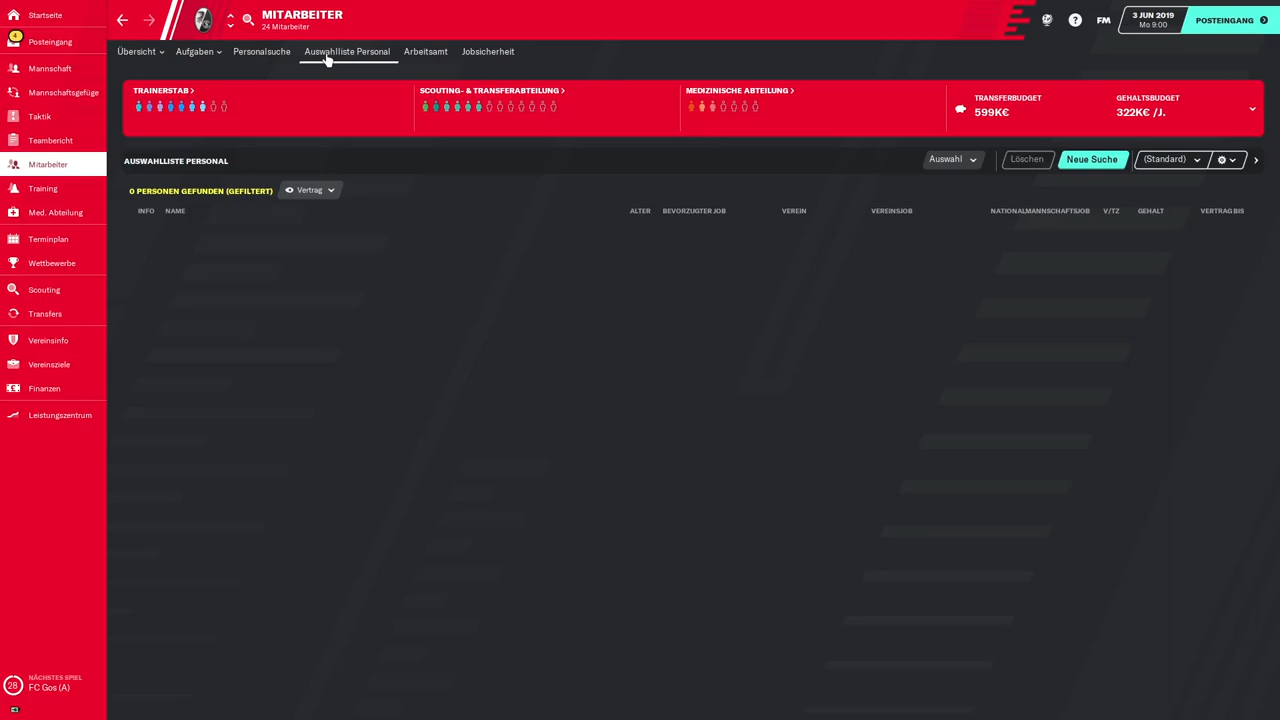 Startseite
4
Posteingang
Mannschaft
Mannschaftsgefüge
Taktik
Teambericht
Mitarbeiter
Training
Med. Abteilung
Terminplan
Wettbewerbe
Scouting
Transfers
Vereinsinfo
Vereinsziele
Finanzen
Leistungszentrum
28
NÄCHSTES SPIEL
FC Gos (A)
MITARBEITER
24 Mitarbeiter
?
FM
3 JUN 2019
Mo 9:00
POSTEINGANG
Übersicht
Aufgaben
Personalsuche
Auswahlliste Personal
Arbeitsamt
Jobsicherheit
TRAINERSTAB
SCOUTING- & TRANSFERABTEILUNG
MEDIZINISCHE ABTEILUNG
TRANSFERBUDGET
599K€
GEHALTSBUDGET
322K€ /J.
AUSWAHLLISTE PERSONAL
Auswahl
Löschen
Neue Suche
(Standard)
0 PERSONEN GEFUNDEN (GEFILTERT)
Vertrag
INFO NAME ALTER BEVORZUGTER JOB VEREIN VEREINSJOB NATIONALMANNSCHAFTSJOB V/TZ GEHALT VERTRAG BIS